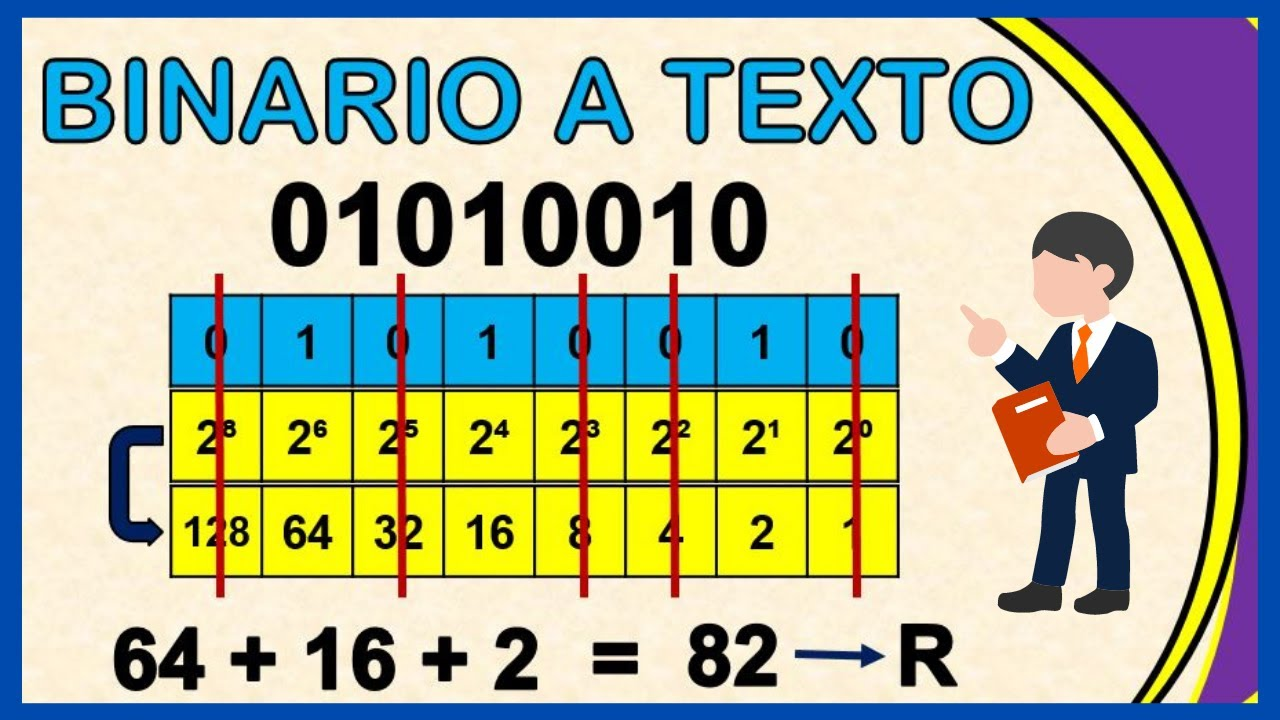 BINARIO A TEXTO
01010010
0 1 0 1 0 0 1 0
2⁸ 2⁶ 2⁵ 2⁴ 2³ 2² 2¹ 2⁰
128 64 32 16 8 4 2 1
64 + 16 + 2 = 82 → R